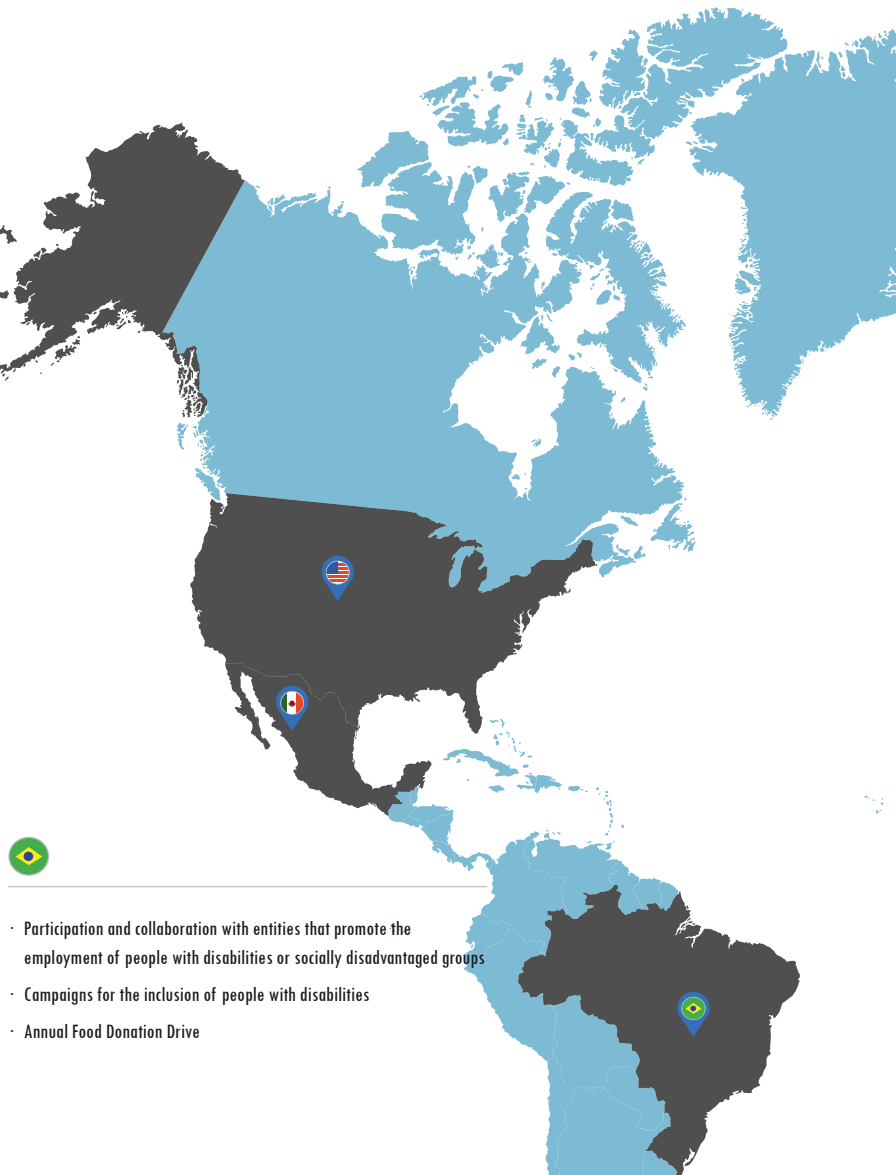 · Participation and collaboration with entities that promote the
employment of people with disabilities or socially disadvantaged groups
· Campaigns for the inclusion of people with disabilities
· Annual Food Donation Drive